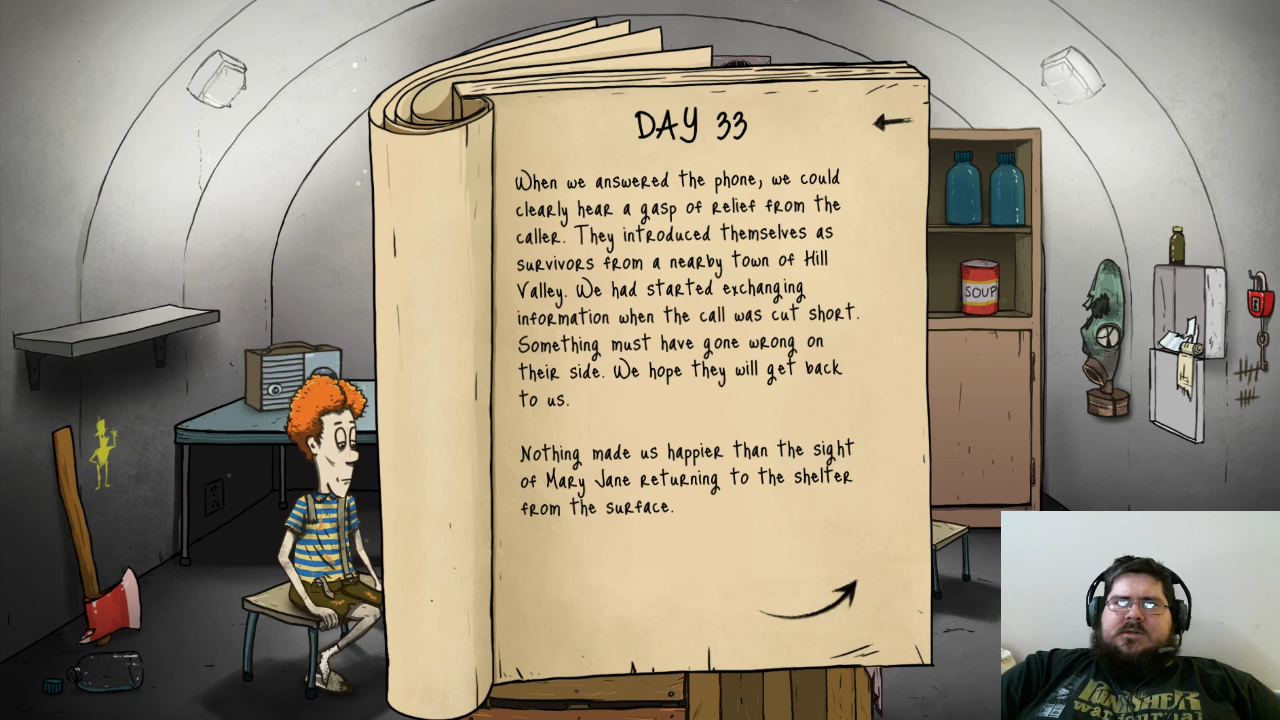 DAY 33
When we answered the phone, we could
clearly hear a gasp of relief from the
caller. They introduced themselves as
survivors from a nearby town of Hill
Valley. We had started exchanging
information when the call was cut short.
Something must have gone wrong on
their side. We hope they will get back
to us.
Nothing made us happier than the sight
of Mary Jane returning to the shelter
from the surface.
SOUP
PUNISHER